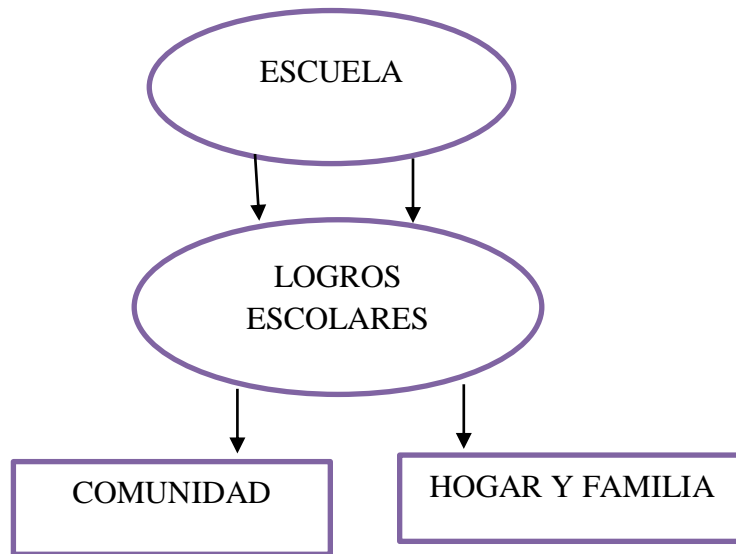 ESCUELA
LOGROS
ESCOLARES
COMUNIDAD
HOGAR Y FAMILIA